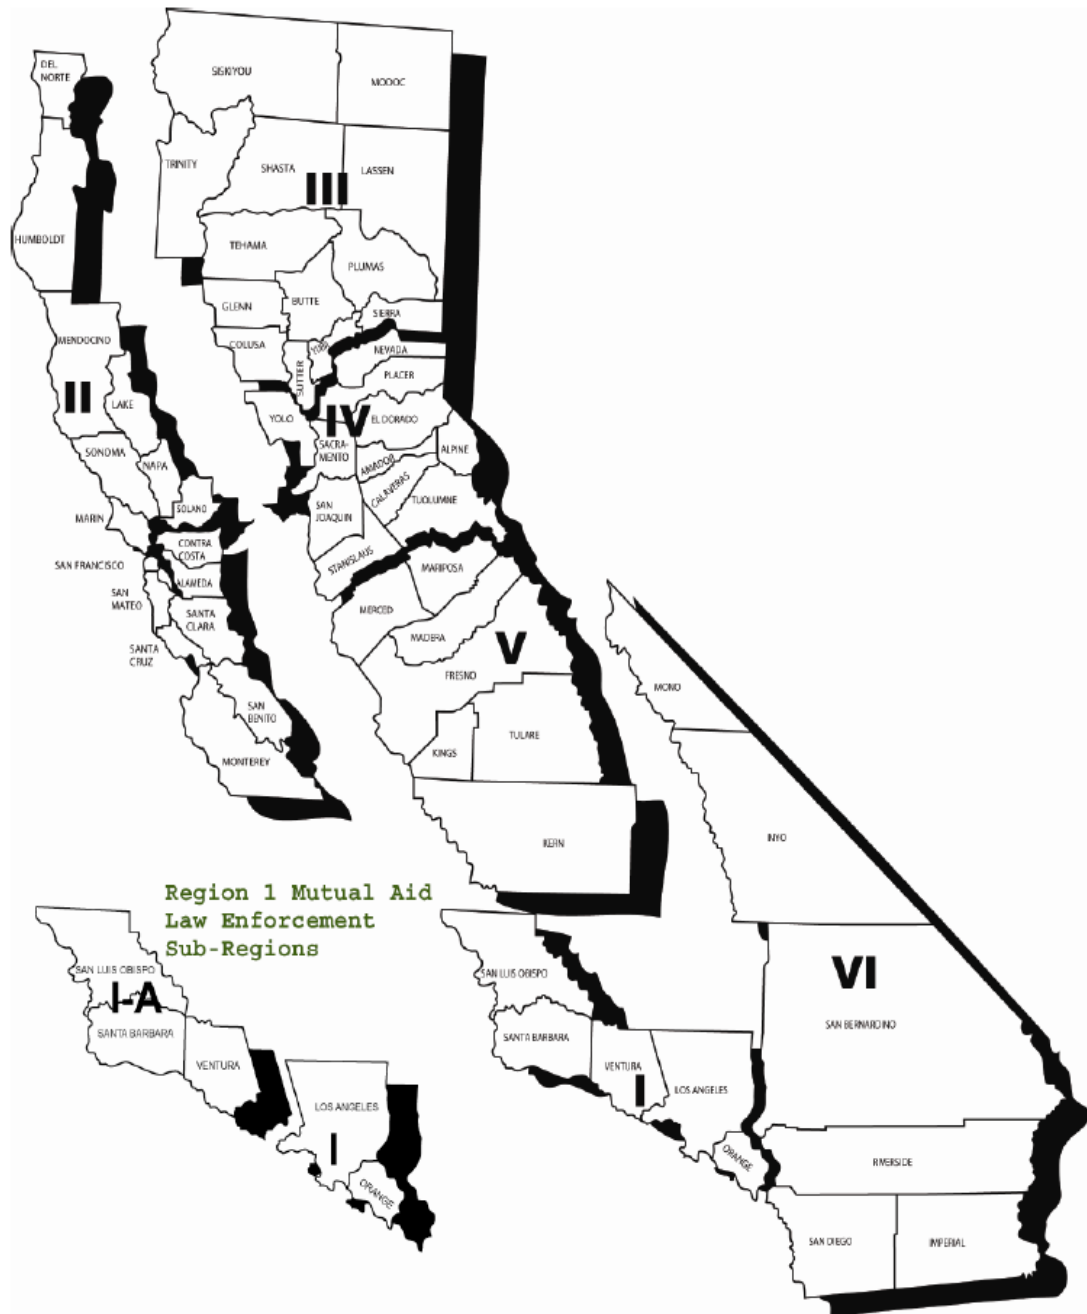 DEL
NORTE
SISKIYOU
MODOC
TRINITY
SHASTA
LASSEN
III
HUMBOLDT
TEHAMA
PLUMAS
GLENN
BUTTE
SIERRA
MENDOCINO
COLUSA
YUBA
NEVADA
SUTTER
PLACER
II
LAKE
YOLO
IV
EL DORADO
SONOMA
SACRA-
MENTO
ALPINE
NAPA
AMADOR
CALAVERAS
TUOLUMNE
SOLANO
SAN
JOAQUIN
MARIN
CONTRA
COSTA
STANISLAUS
SAN FRANCISCO
MARIPOSA
ALAMEDA
SAN
MATEO
MERCED
SANTA
CLARA
MADERA
SANTA
CRUZ
V
FRESNO
MONO
SAN
BENITO
TULARE
KINGS
MONTEREY
KERN
INYO
Region 1 Mutual Aid
Law Enforcement
Sub-Regions
SAN LUIS OBISPO
I-A
SANTA BARBARA
VENTURA
LOS ANGELES
I
ORANGE
SAN LUIS OBISPO
SANTA BARBARA
VENTURA
I
LOS ANGELES
ORANGE
VI
SAN BERNARDINO
RIVERSIDE
SAN DIEGO
IMPERIAL